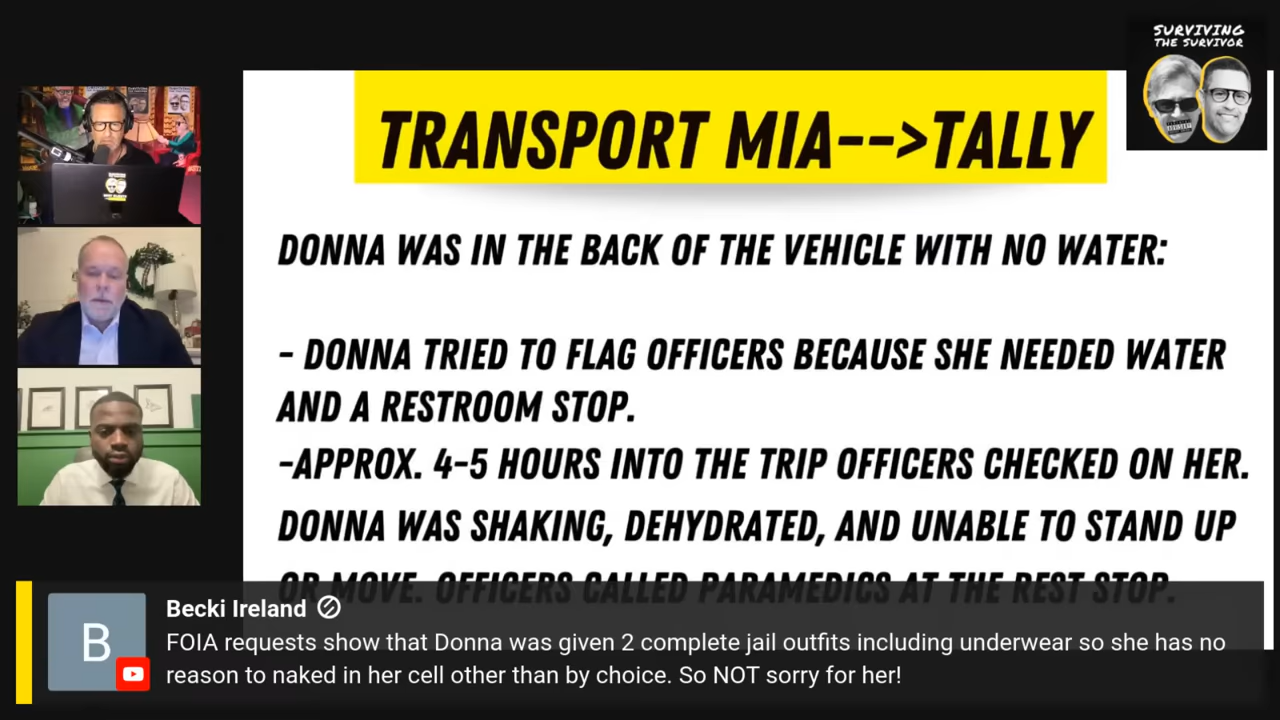 SURVIVING
THE SURVIVOR
TRANSPORT MIA-->TALLY
DONNA WAS IN THE BACK OF THE VEHICLE WITH NO WATER:
- DONNA TRIED TO FLAG OFFICERS BECAUSE SHE NEEDED WATER
AND A RESTROOM STOP.
-APPROX. 4-5 HOURS INTO THE TRIP OFFICERS CHECKED ON HER.
DONNA WAS SHAKING, DEHYDRATED, AND UNABLE TO STAND UP
OR MOVE. OFFICERS CALLED PARAMEDICS AT THE REST STOP.
B
Becki Ireland
FOIA requests show that Donna was given 2 complete jail outfits including underwear so she has no
reason to naked in her cell other than by choice. So NOT sorry for her!